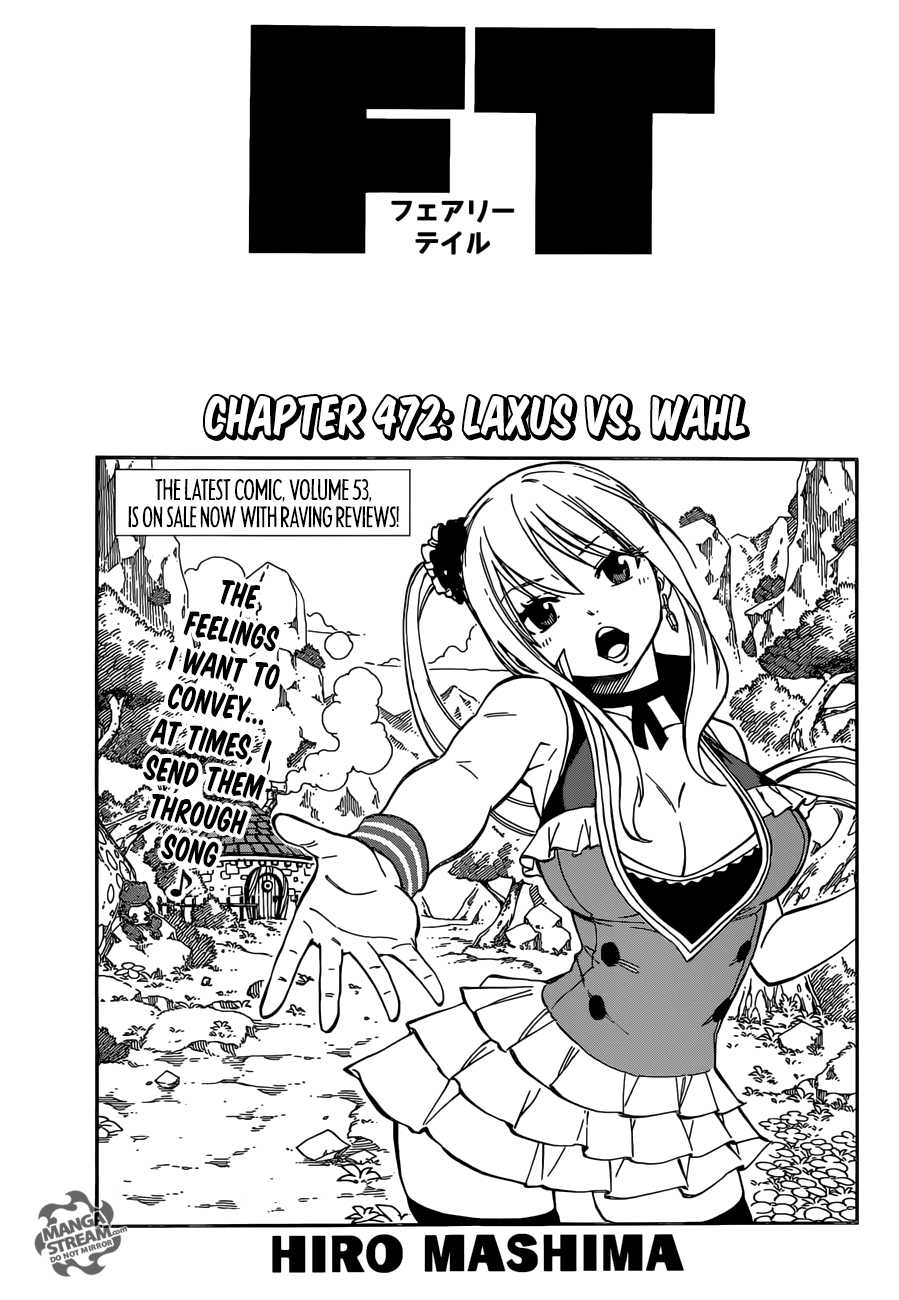 FT
フェアリー
テイル
CHAPTER 472: LAXUS VS. WAHL
THE LATEST COMIC, VOLUME 53,
IS ON SALE NOW WITH RAVING REVIEWS!
THE
FEELINGS
I WANT TO
CONVEY...
AT TIMES, I
SEND THEM
THROUGH
SONG
♪
MANGA
STREAM.com
DO NOT MIRROR
HIRO MASHIMA